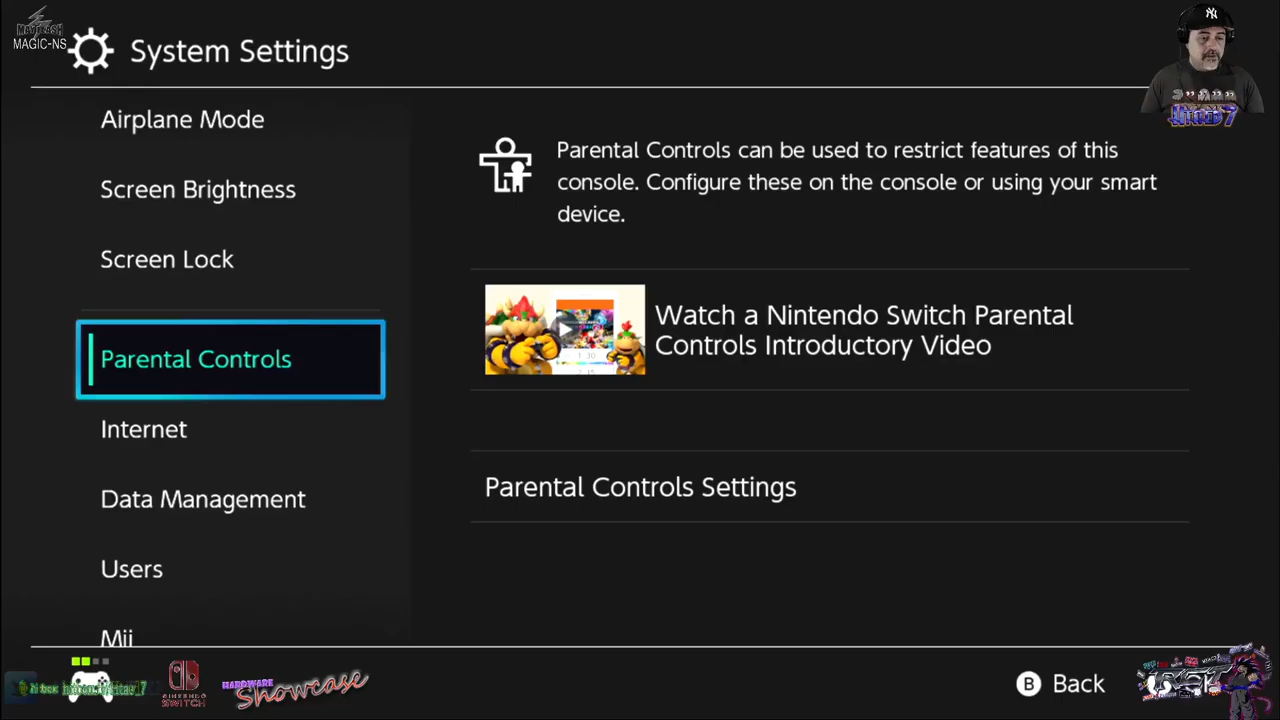 MAYFLASH
MAGIC-NS
System Settings
Airplane Mode
Screen Brightness
Screen Lock
Parental Controls
Internet
Data Management
Users
Mii
Parental Controls can be used to restrict features of this
console. Configure these on the console or using your smart
device.
Watch a Nintendo Switch Parental
Controls Introductory Video
Parental Controls Settings
NINTENDO
SWITCH
HARDWARE
Showcase
B Back